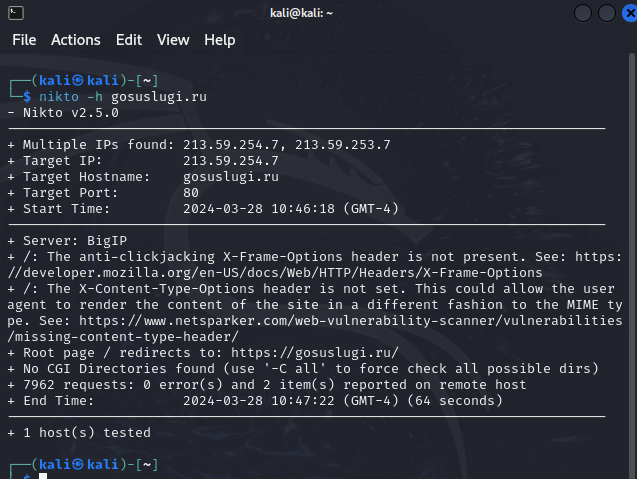 kali@kali: ~
File Actions Edit View Help
┌──(kali㉿kali)-[~]
└─$ nikto -h gosuslugi.ru
- Nikto v2.5.0
+ Multiple IPs found: 213.59.254.7, 213.59.253.7
+ Target IP: 213.59.254.7
+ Target Hostname: gosuslugi.ru
+ Target Port: 80
+ Start Time: 2024-03-28 10:46:18 (GMT-4)
+ Server: BigIP
+ /: The anti-clickjacking X-Frame-Options header is not present. See: https:
//developer.mozilla.org/en-US/docs/Web/HTTP/Headers/X-Frame-Options
+ /: The X-Content-Type-Options header is not set. This could allow the user
agent to render the content of the site in a different fashion to the MIME ty
pe. See: https://www.netsparker.com/web-vulnerability-scanner/vulnerabilities
/missing-content-type-header/
+ Root page / redirects to: https://gosuslugi.ru/
+ No CGI Directories found (use '-C all' to force check all possible dirs)
+ 7962 requests: 0 error(s) and 2 item(s) reported on remote host
+ End Time: 2024-03-28 10:47:22 (GMT-4) (64 seconds)
+ 1 host(s) tested
┌──(kali㉿kali)-[~]
└─$